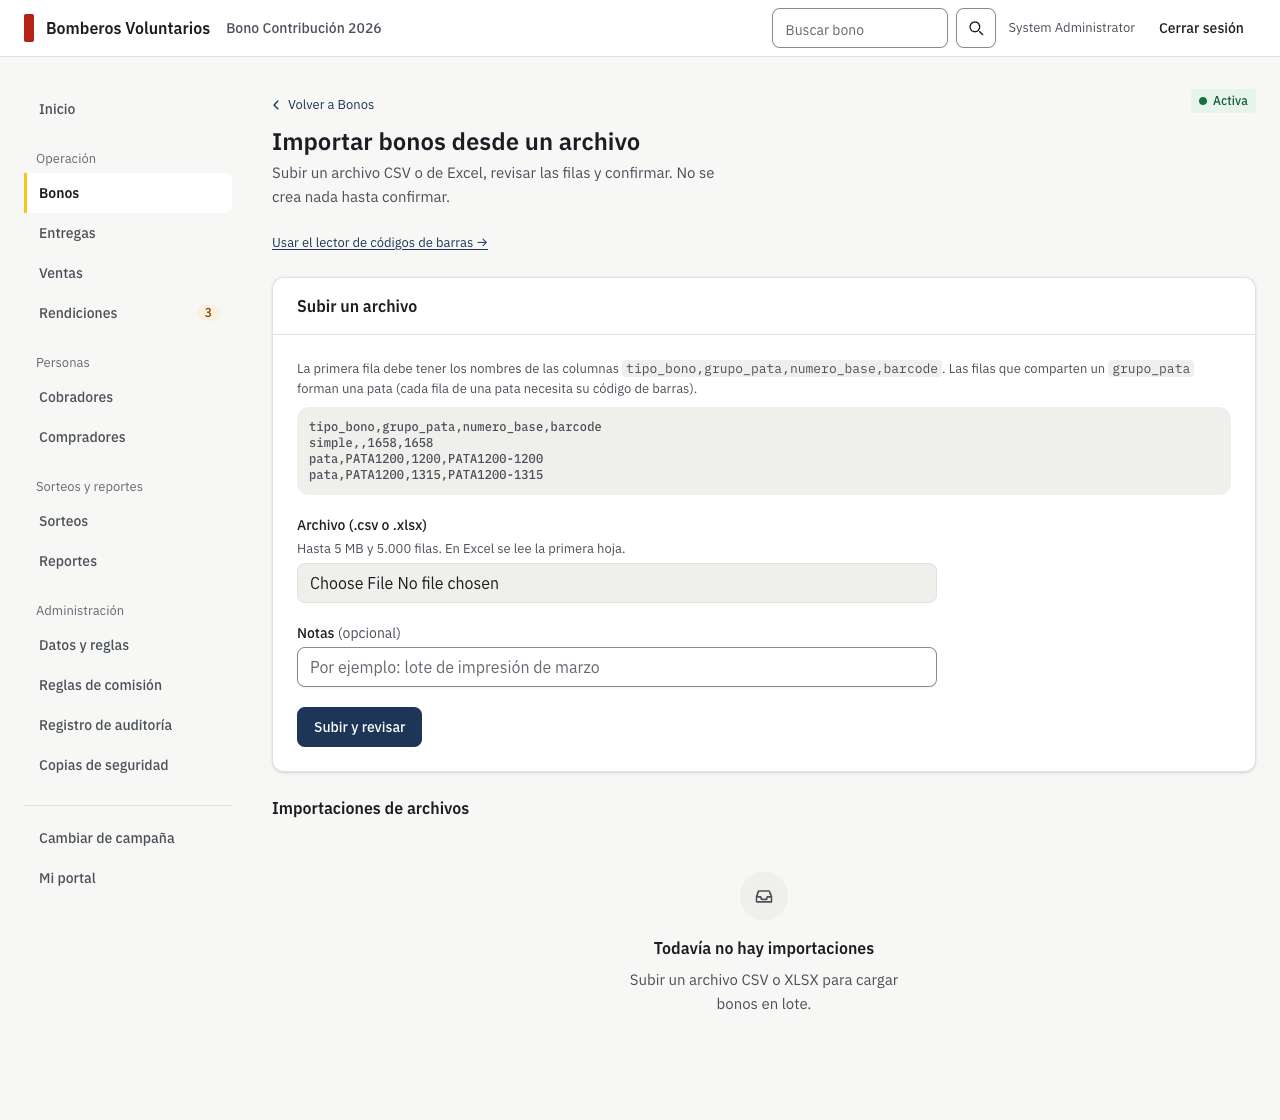 Bomberos Voluntarios
Bono Contribución 2026
Buscar bono
System Administrator
Cerrar sesión
Inicio
Operación
Bonos
Entregas
Ventas
Rendiciones 3
Personas
Cobradores
Compradores
Sorteos y reportes
Sorteos
Reportes
Administración
Datos y reglas
Reglas de comisión
Registro de auditoría
Copias de seguridad
Cambiar de campaña
Mi portal
Volver a Bonos
Activa
Importar bonos desde un archivo
Subir un archivo CSV o de Excel, revisar las filas y confirmar. No se
crea nada hasta confirmar.
Usar el lector de códigos de barras →
Subir un archivo
La primera fila debe tener los nombres de las columnas tipo_bono,grupo_pata,numero_base,barcode. Las filas que comparten un grupo_pata
forman una pata (cada fila de una pata necesita su código de barras).
tipo_bono,grupo_pata,numero_base,barcode
simple,,1658,1658
pata,PATA1200,1200,PATA1200-1200
pata,PATA1200,1315,PATA1200-1315
Archivo (.csv o .xlsx)
Hasta 5 MB y 5.000 filas. En Excel se lee la primera hoja.
Choose File No file chosen
Notas (opcional)
Por ejemplo: lote de impresión de marzo
Subir y revisar
Importaciones de archivos
Todavía no hay importaciones
Subir un archivo CSV o XLSX para cargar
bonos en lote.